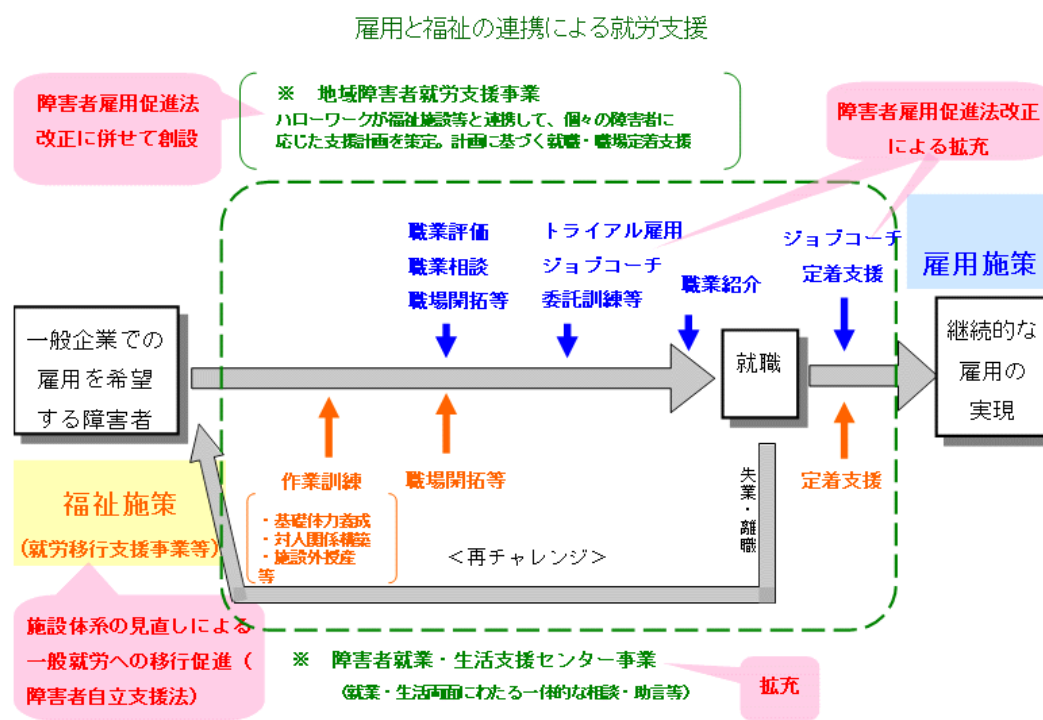 雇用と福祉の連携による就労支援
障害者雇用促進法
改正に併せて創設
※ 地域障害者就労支援事業
ハローワークが福祉施設等と連携して、個々の障害者に
応じた支援計画を策定。計画に基づく就職・職場定着支援
障害者雇用促進法改正
による拡充
職業評価
職業相談
職場開拓等
トライアル雇用
ジョブコーチ
委託訓練等
職業紹介
ジョブコーチ
定着支援
雇用施策
一般企業での
雇用を希望
する障害者
就職
継続的な
雇用の
実現
福祉施策
(就労移行支援事業等)
作業訓練
・基礎体力養成
・対人関係構築
・施設外授産
等
職場開拓等
定着支援
失業・離職
<再チャレンジ>
施設体系の見直しによる
一般就労への移行促進(
障害者自立支援法)
※ 障害者就業・生活支援センター事業
(就業・生活両面にわたる一体的な相談・助言等)
拡充